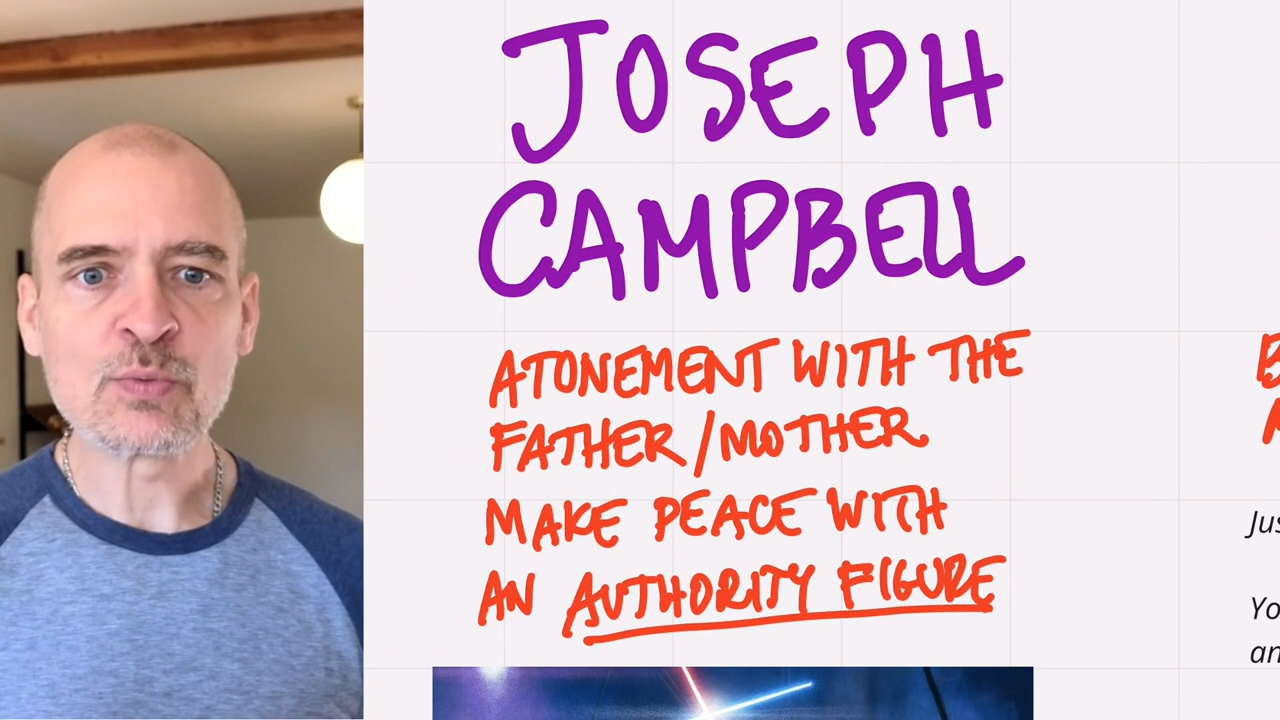 JOSEPH
CAMPBELL
ATONEMENT WITH THE
FATHER/MOTHER
MAKE PEACE WITH
AN AUTHORITY FIGURE